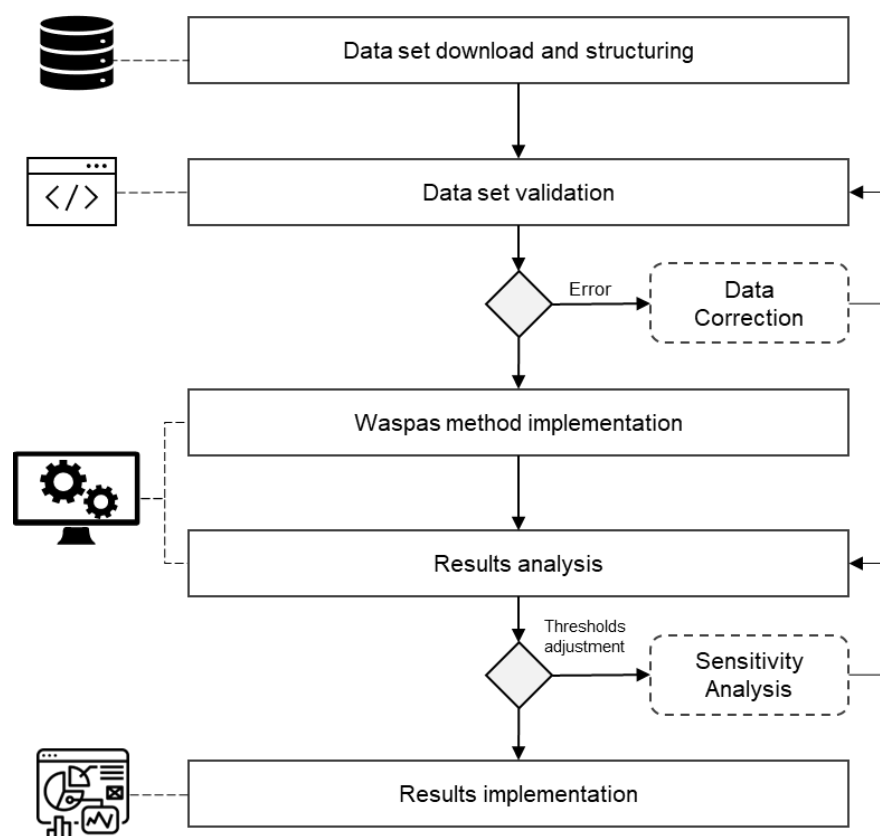 Data set download and structuring
Data set validation
Error
Data
Correction
Waspas method implementation
Results analysis
Thresholds
adjustment
Sensitivity
Analysis
Results implementation